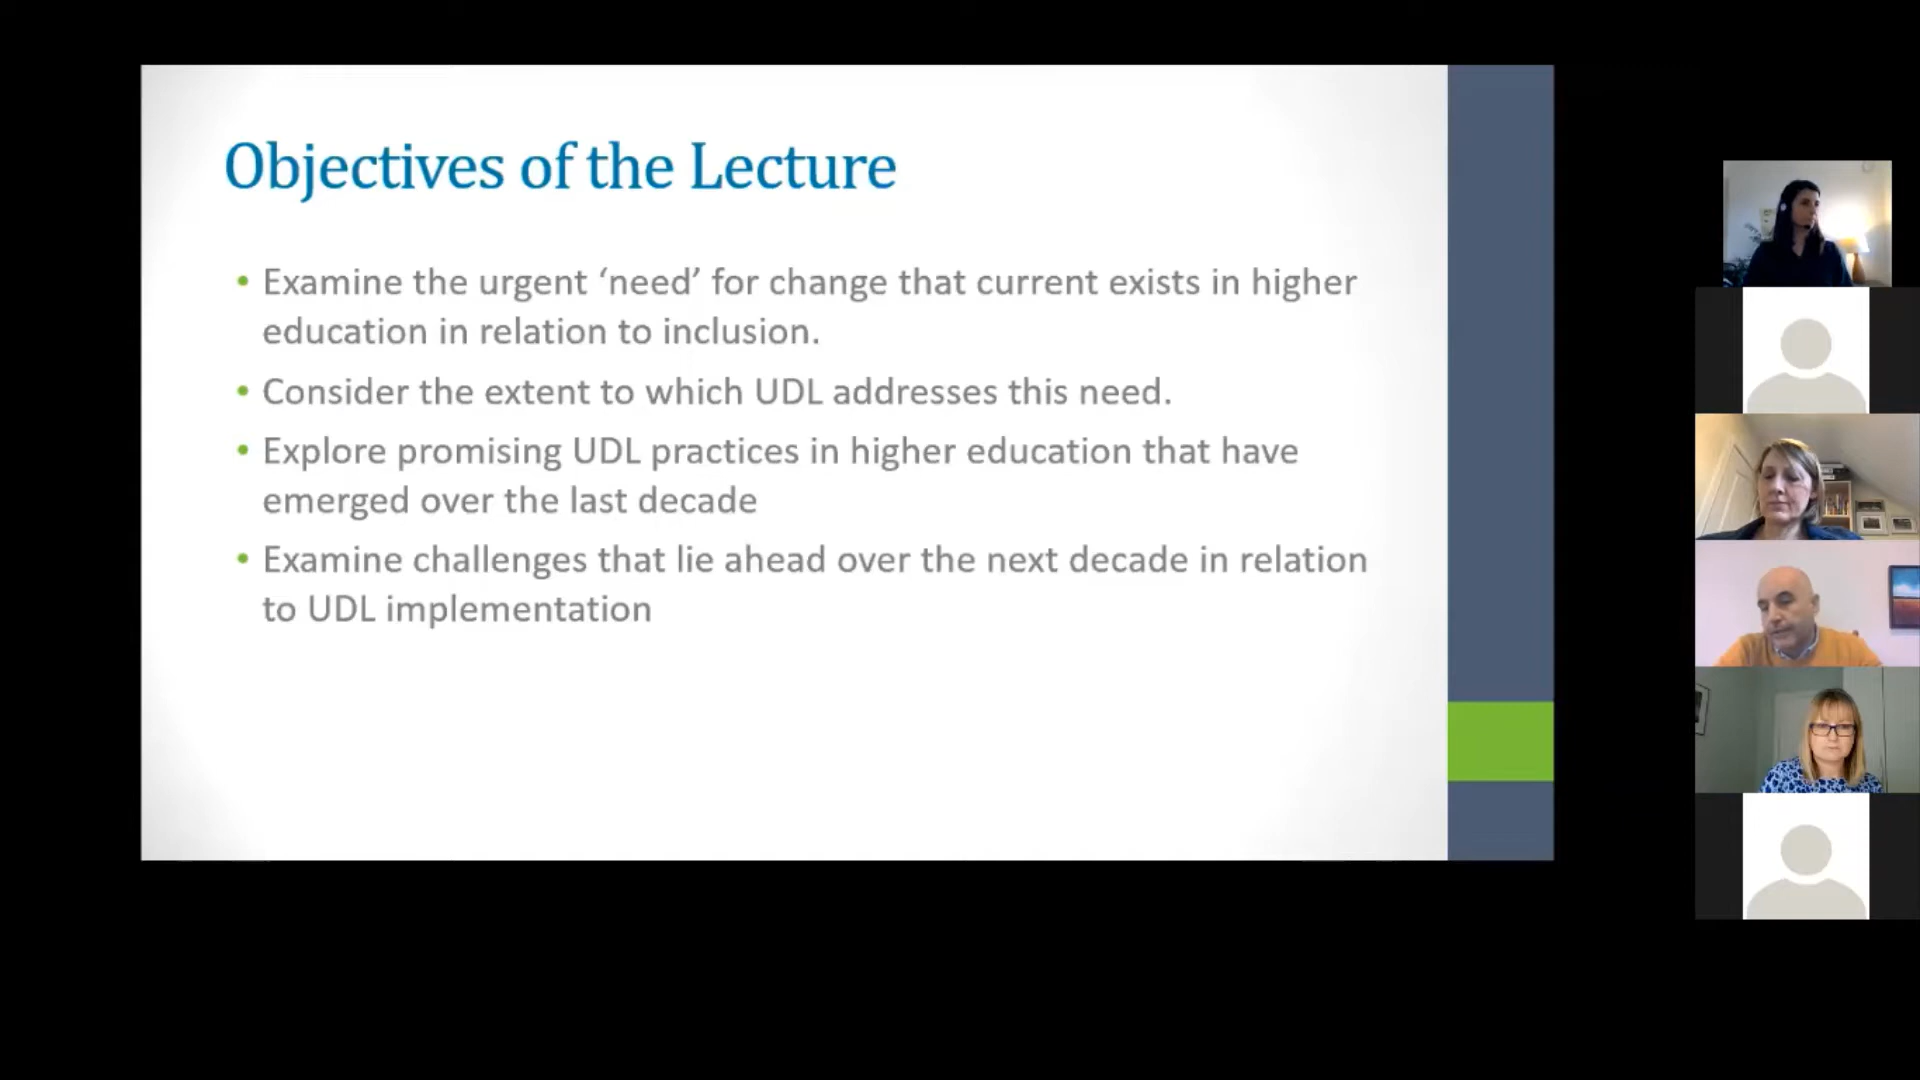 Objectives of the Lecture
• Examine the urgent ‘need’ for change that current exists in higher
education in relation to inclusion.
• Consider the extent to which UDL addresses this need.
• Explore promising UDL practices in higher education that have
emerged over the last decade
• Examine challenges that lie ahead over the next decade in relation
to UDL implementation